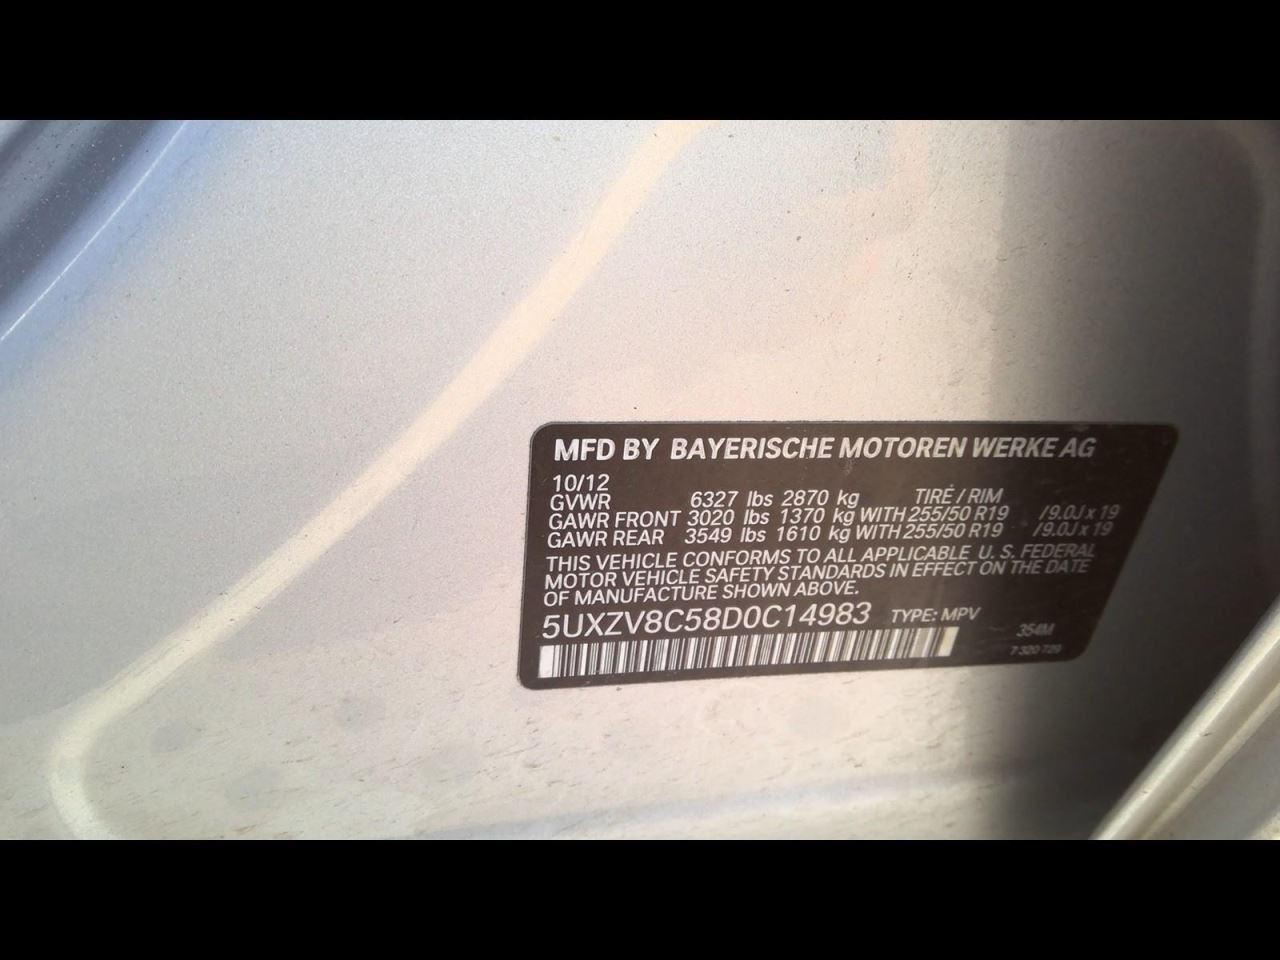 MFD BY BAYERISCHE MOTOREN WERKE AG
10/12
GVWR 6327 lbs 2870 kg TIRE / RIM
GAWR FRONT 3020 lbs 1370 kg WITH 255/50 R19 /9.0J x 19
GAWR REAR 3549 lbs 1610 kg WITH 255/50 R19 /9.0J x 19
THIS VEHICLE CONFORMS TO ALL APPLICABLE U. S. FEDERAL
MOTOR VEHICLE SAFETY STANDARDS IN EFFECT ON THE DATE
OF MANUFACTURE SHOWN ABOVE.
5UXZV8C58D0C14983 TYPE: MPV
354M
7 320 729